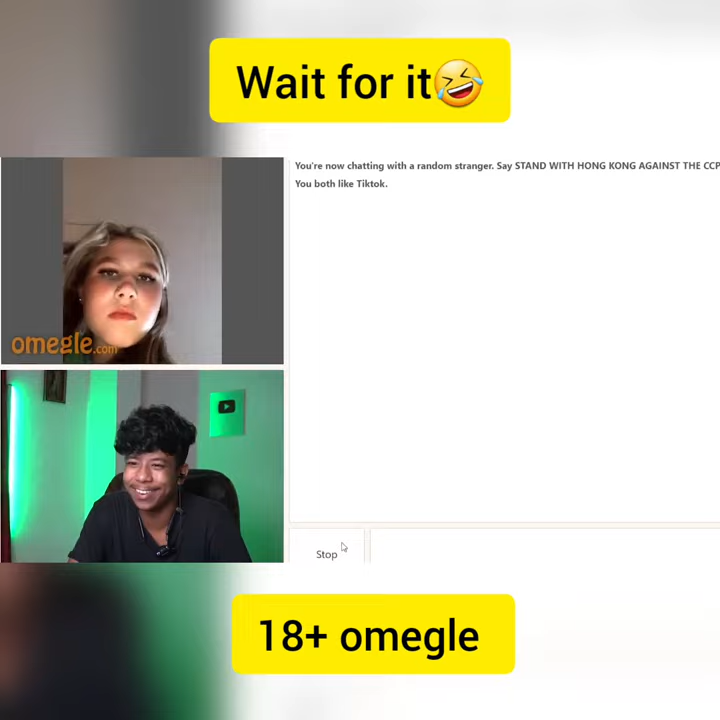 Wait for it🤣
You're now chatting with a random stranger. Say STAND WITH HONG KONG AGAINST THE CCP
You both like Tiktok.
omegle.com
Stop
18+ omegle